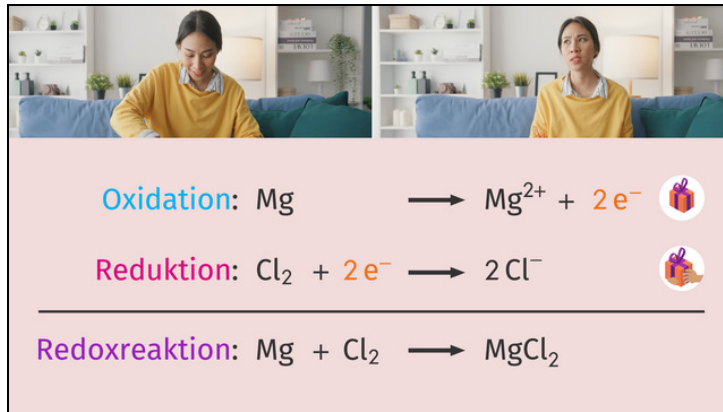 Oxidation: Mg ⟶ Mg²⁺ + 2 e⁻
Reduktion: Cl₂ + 2 e⁻ ⟶ 2 Cl⁻
Redoxreaktion: Mg + Cl₂ ⟶ MgCl₂